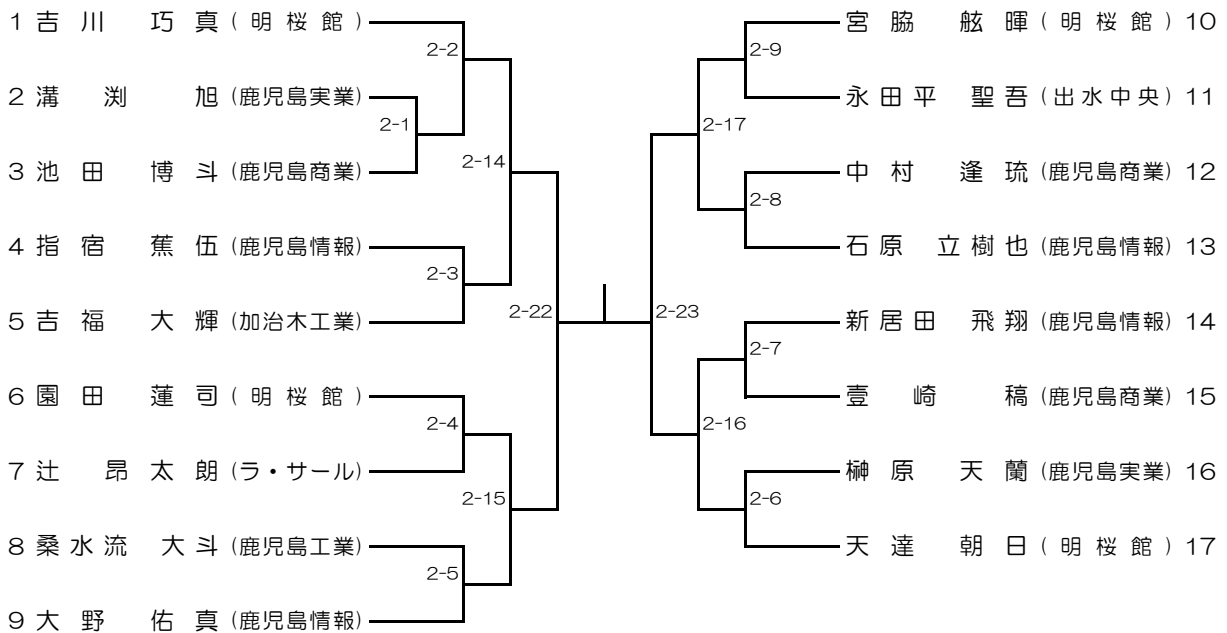 1 吉川 巧真 (明桜館)
2-2
2 溝渕 旭 (鹿児島実業)
2-1
3 池田 博斗 (鹿児島商業)
2-14
4 指宿 蕉伍 (鹿児島情報)
2-3
5 吉福 大輝 (加治木工業)
2-22
6 園田 蓮司 (明桜館)
2-4
7 辻 昂太朗 (ラ・サール)
2-15
8 桑水流 大斗 (鹿児島工業)
2-5
9 大野 佑真 (鹿児島情報)
宮脇 舷暉 (明桜館) 10
2-9
永田平 聖吾 (出水中央) 11
2-17
中村 逢琉 (鹿児島商業) 12
2-8
石原 立樹也 (鹿児島情報) 13
2-23
新居田 飛翔 (鹿児島情報) 14
2-7
壹崎 稿 (鹿児島商業) 15
2-16
榊原 天蘭 (鹿児島実業) 16
2-6
天達 朝日 (明桜館) 17